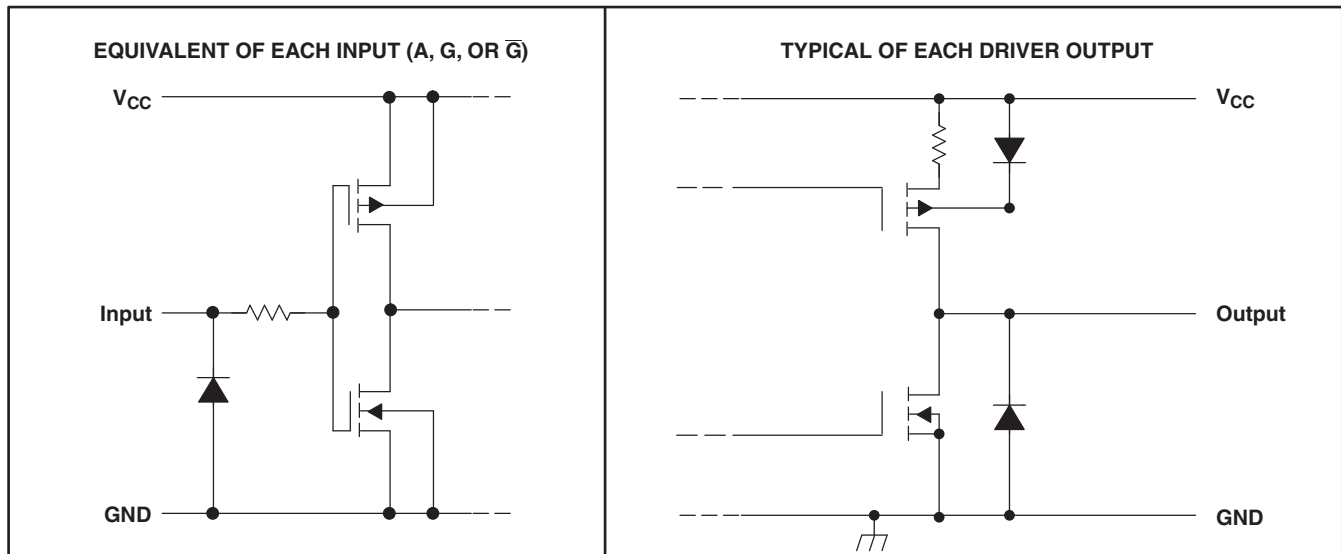 EQUIVALENT OF EACH INPUT (A, G, OR G̅)
VCC
Input
GND
TYPICAL OF EACH DRIVER OUTPUT
VCC
Output
GND